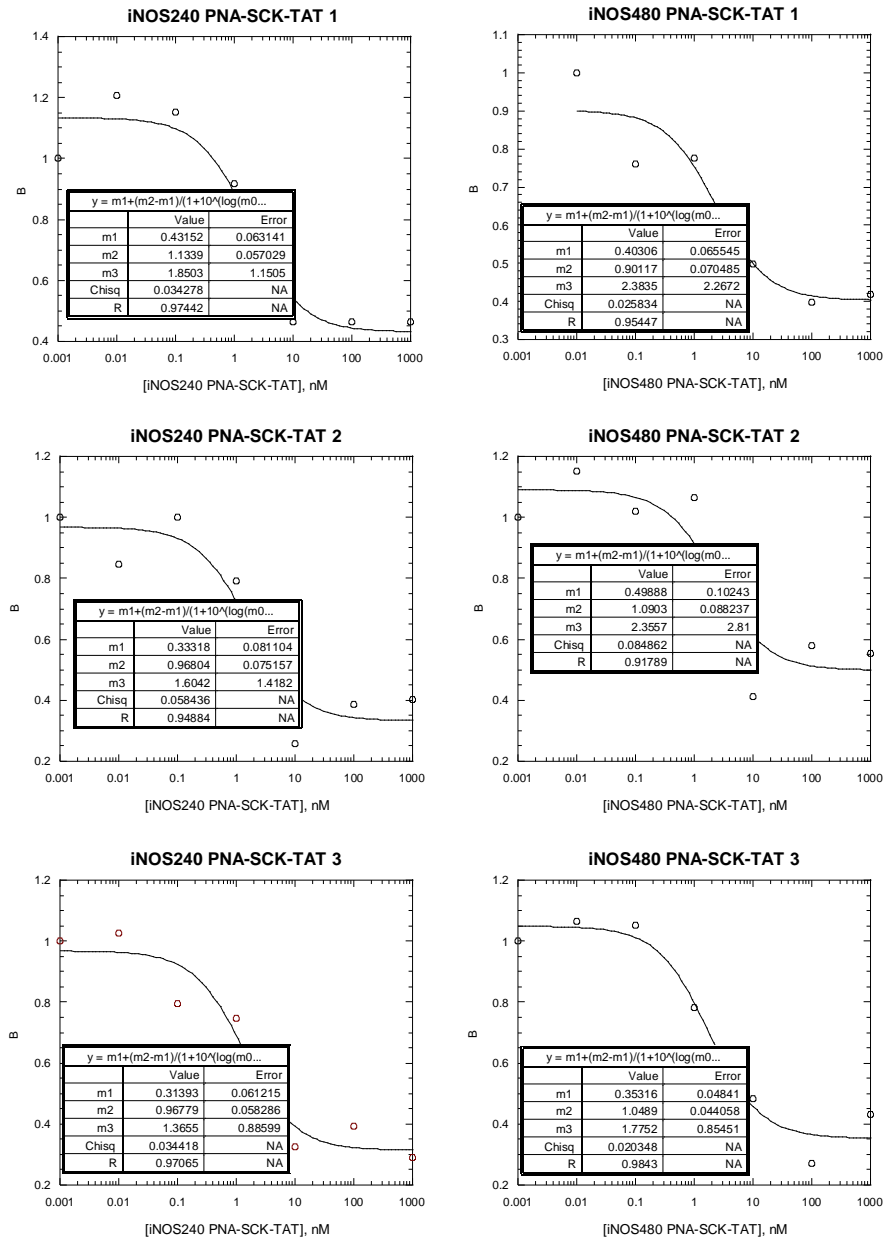 iNOS240 PNA-SCK-TAT 1
1.4
1.2
1
0.8
0.6
0.4
B
y = m1+(m2-m1)/(1+10^(log(m0...
Value Error
m1 0.43152 0.063141
m2 1.1339 0.057029
m3 1.8503 1.1505
Chisq 0.034278 NA
R 0.97442 NA
0.001 0.01 0.1 1 10 100 1000
[iNOS240 PNA-SCK-TAT], nM
iNOS480 PNA-SCK-TAT 1
1.1
1
0.9
0.8
0.7
0.6
0.5
0.4
0.3
B
y = m1+(m2-m1)/(1+10^(log(m0...
Value Error
m1 0.40306 0.065545
m2 0.90117 0.070485
m3 2.3835 2.2672
Chisq 0.025834 NA
R 0.95447 NA
0.001 0.01 0.1 1 10 100 1000
[iNOS480 PNA-SCK-TAT], nM
iNOS240 PNA-SCK-TAT 2
1.2
1
0.8
0.6
0.4
0.2
B
y = m1+(m2-m1)/(1+10^(log(m0...
Value Error
m1 0.33318 0.081104
m2 0.96804 0.075157
m3 1.6042 1.4182
Chisq 0.058436 NA
R 0.94884 NA
0.001 0.01 0.1 1 10 100 1000
[iNOS240 PNA-SCK-TAT], nM
iNOS480 PNA-SCK-TAT 2
1.2
1
0.8
0.6
0.4
0.2
B
y = m1+(m2-m1)/(1+10^(log(m0...
Value Error
m1 0.49888 0.10243
m2 1.0903 0.088237
m3 2.3557 2.81
Chisq 0.084862 NA
R 0.91789 NA
0.001 0.01 0.1 1 10 100 1000
[iNOS480 PNA-SCK-TAT], nM
iNOS240 PNA-SCK-TAT 3
1.2
1
0.8
0.6
0.4
0.2
B
y = m1+(m2-m1)/(1+10^(log(m0...
Value Error
m1 0.31393 0.061215
m2 0.96779 0.058286
m3 1.3655 0.88599
Chisq 0.034418 NA
R 0.97065 NA
0.001 0.01 0.1 1 10 100 1000
[iNOS240 PNA-SCK-TAT], nM
iNOS480 PNA-SCK-TAT 3
1.2
1
0.8
0.6
0.4
0.2
B
y = m1+(m2-m1)/(1+10^(log(m0...
Value Error
m1 0.35316 0.04841
m2 1.0489 0.044058
m3 1.7752 0.85451
Chisq 0.020348 NA
R 0.9843 NA
0.001 0.01 0.1 1 10 100 1000
[iNOS480 PNA-SCK-TAT], nM